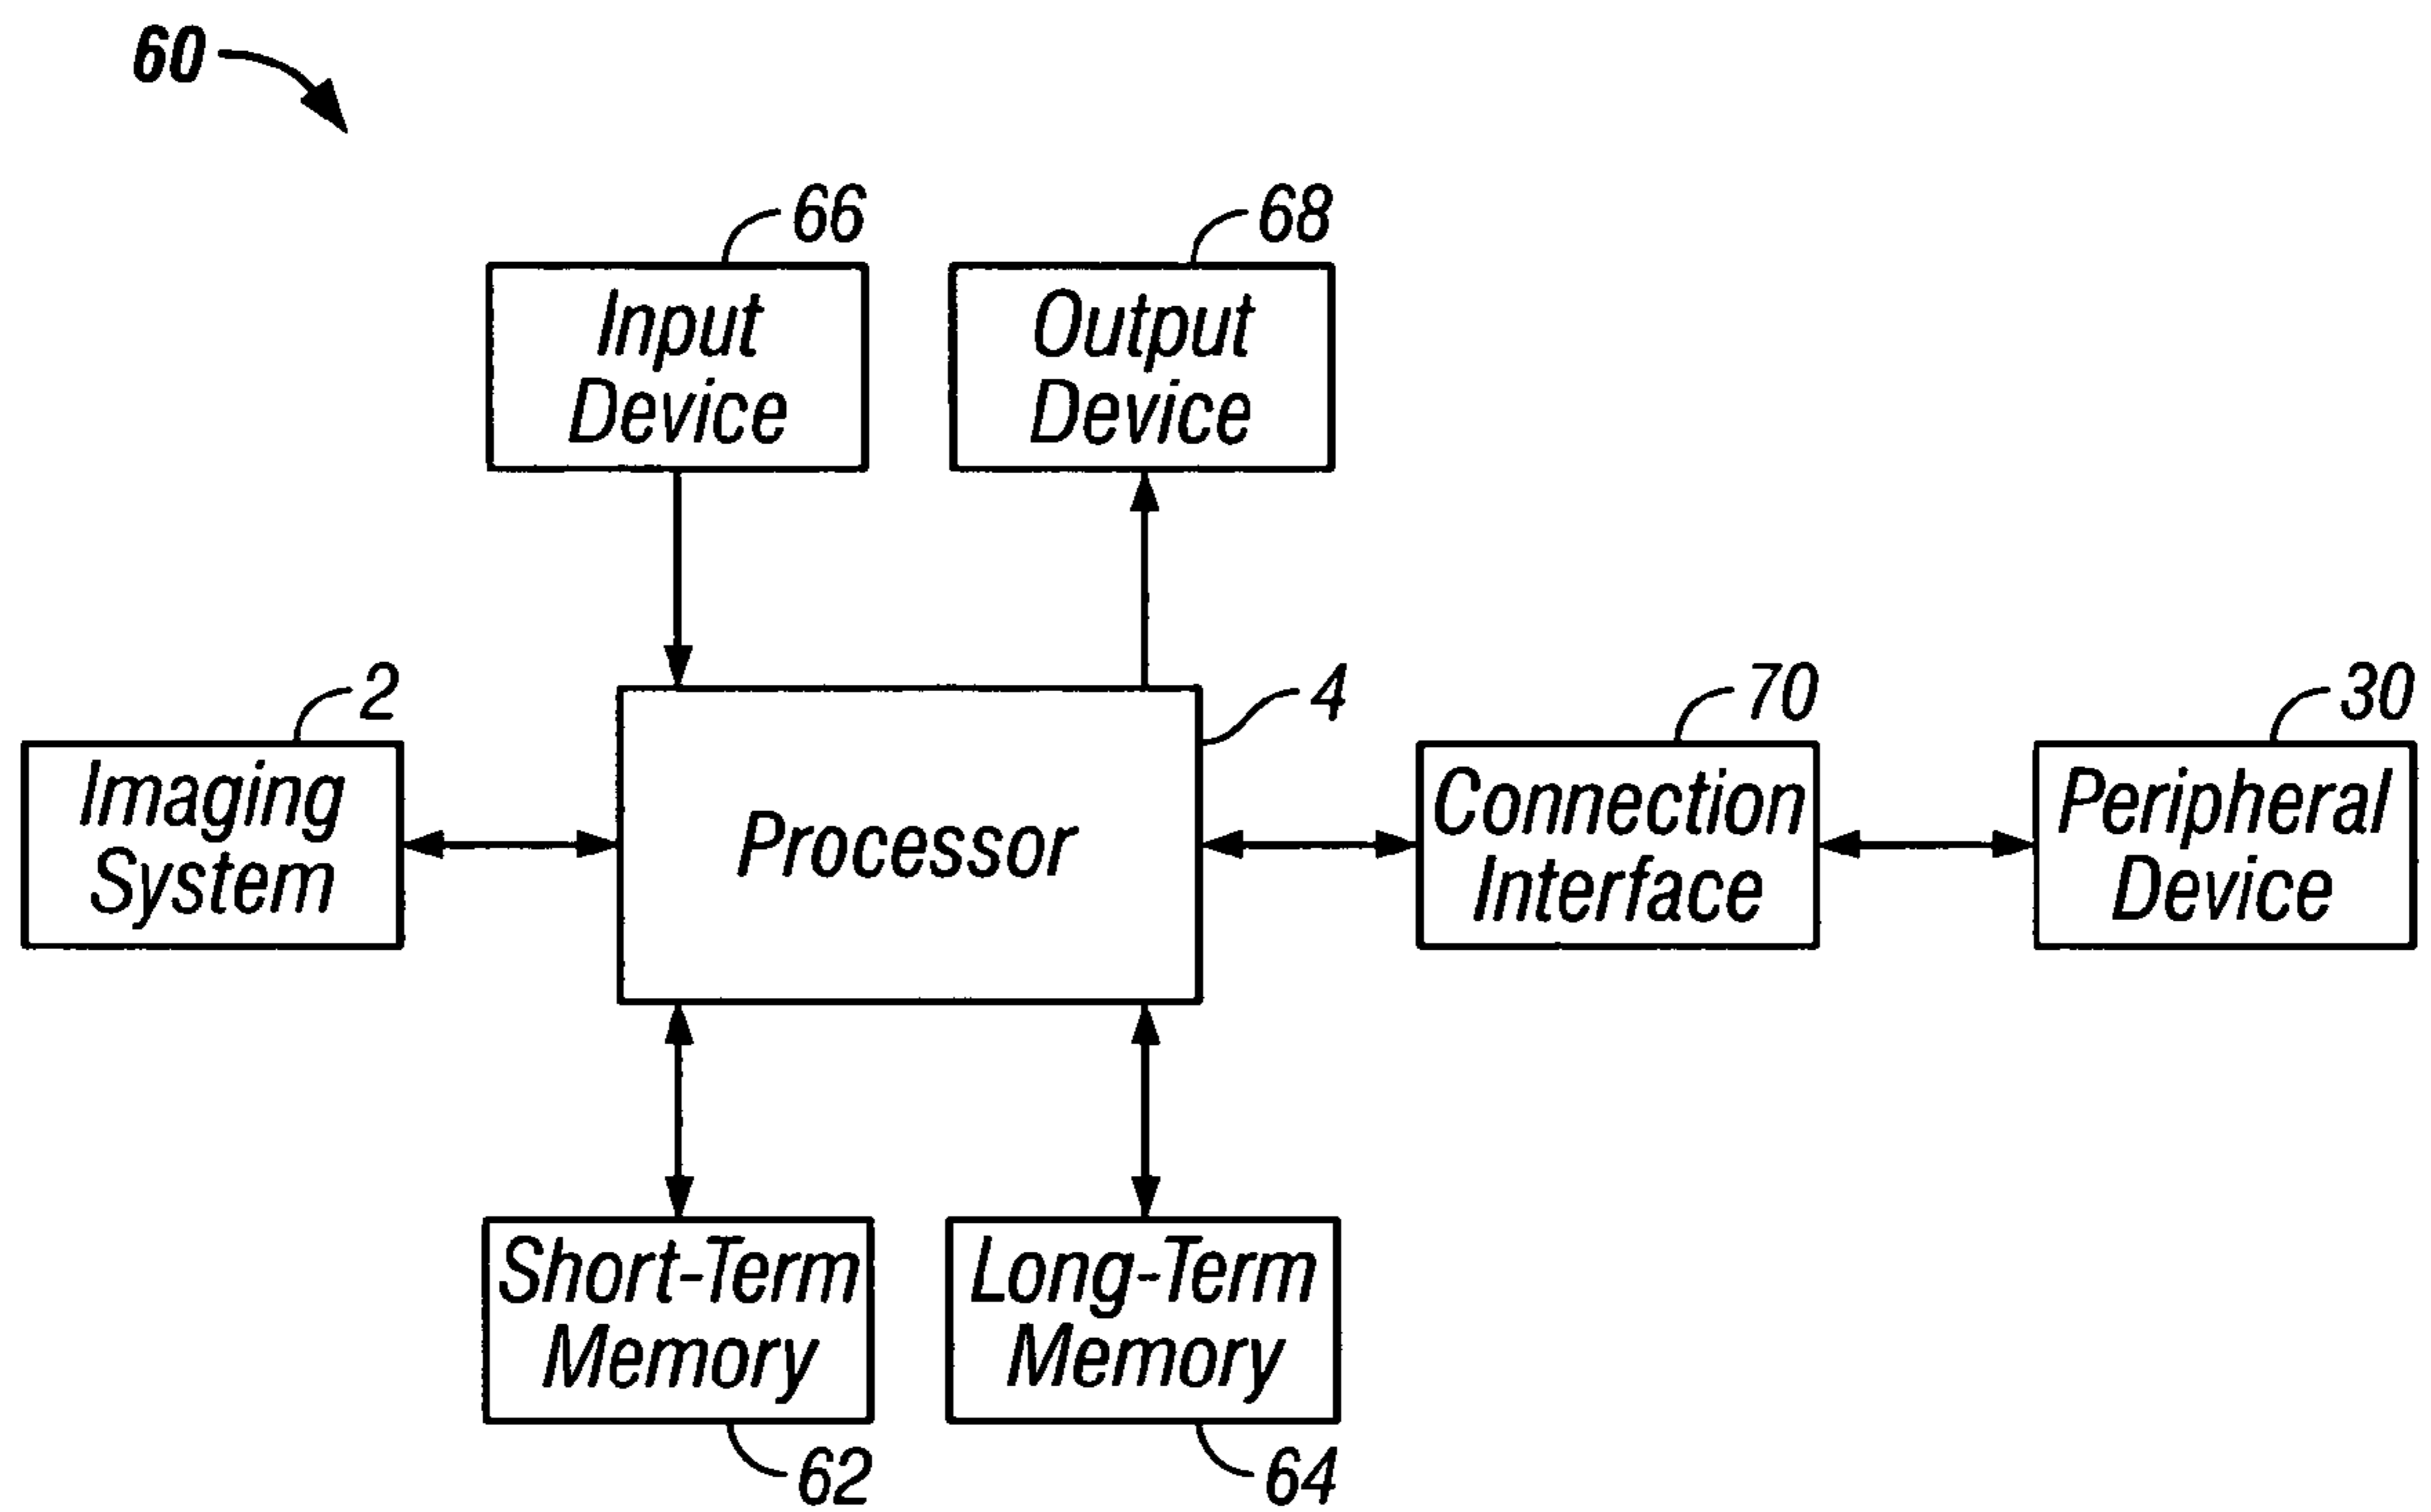 60
66
68
Input
Device
Output
Device
2
4
70
30
Imaging
System
Processor
Connection
Interface
Peripheral
Device
Short-Term
Memory
Long-Term
Memory
62
64